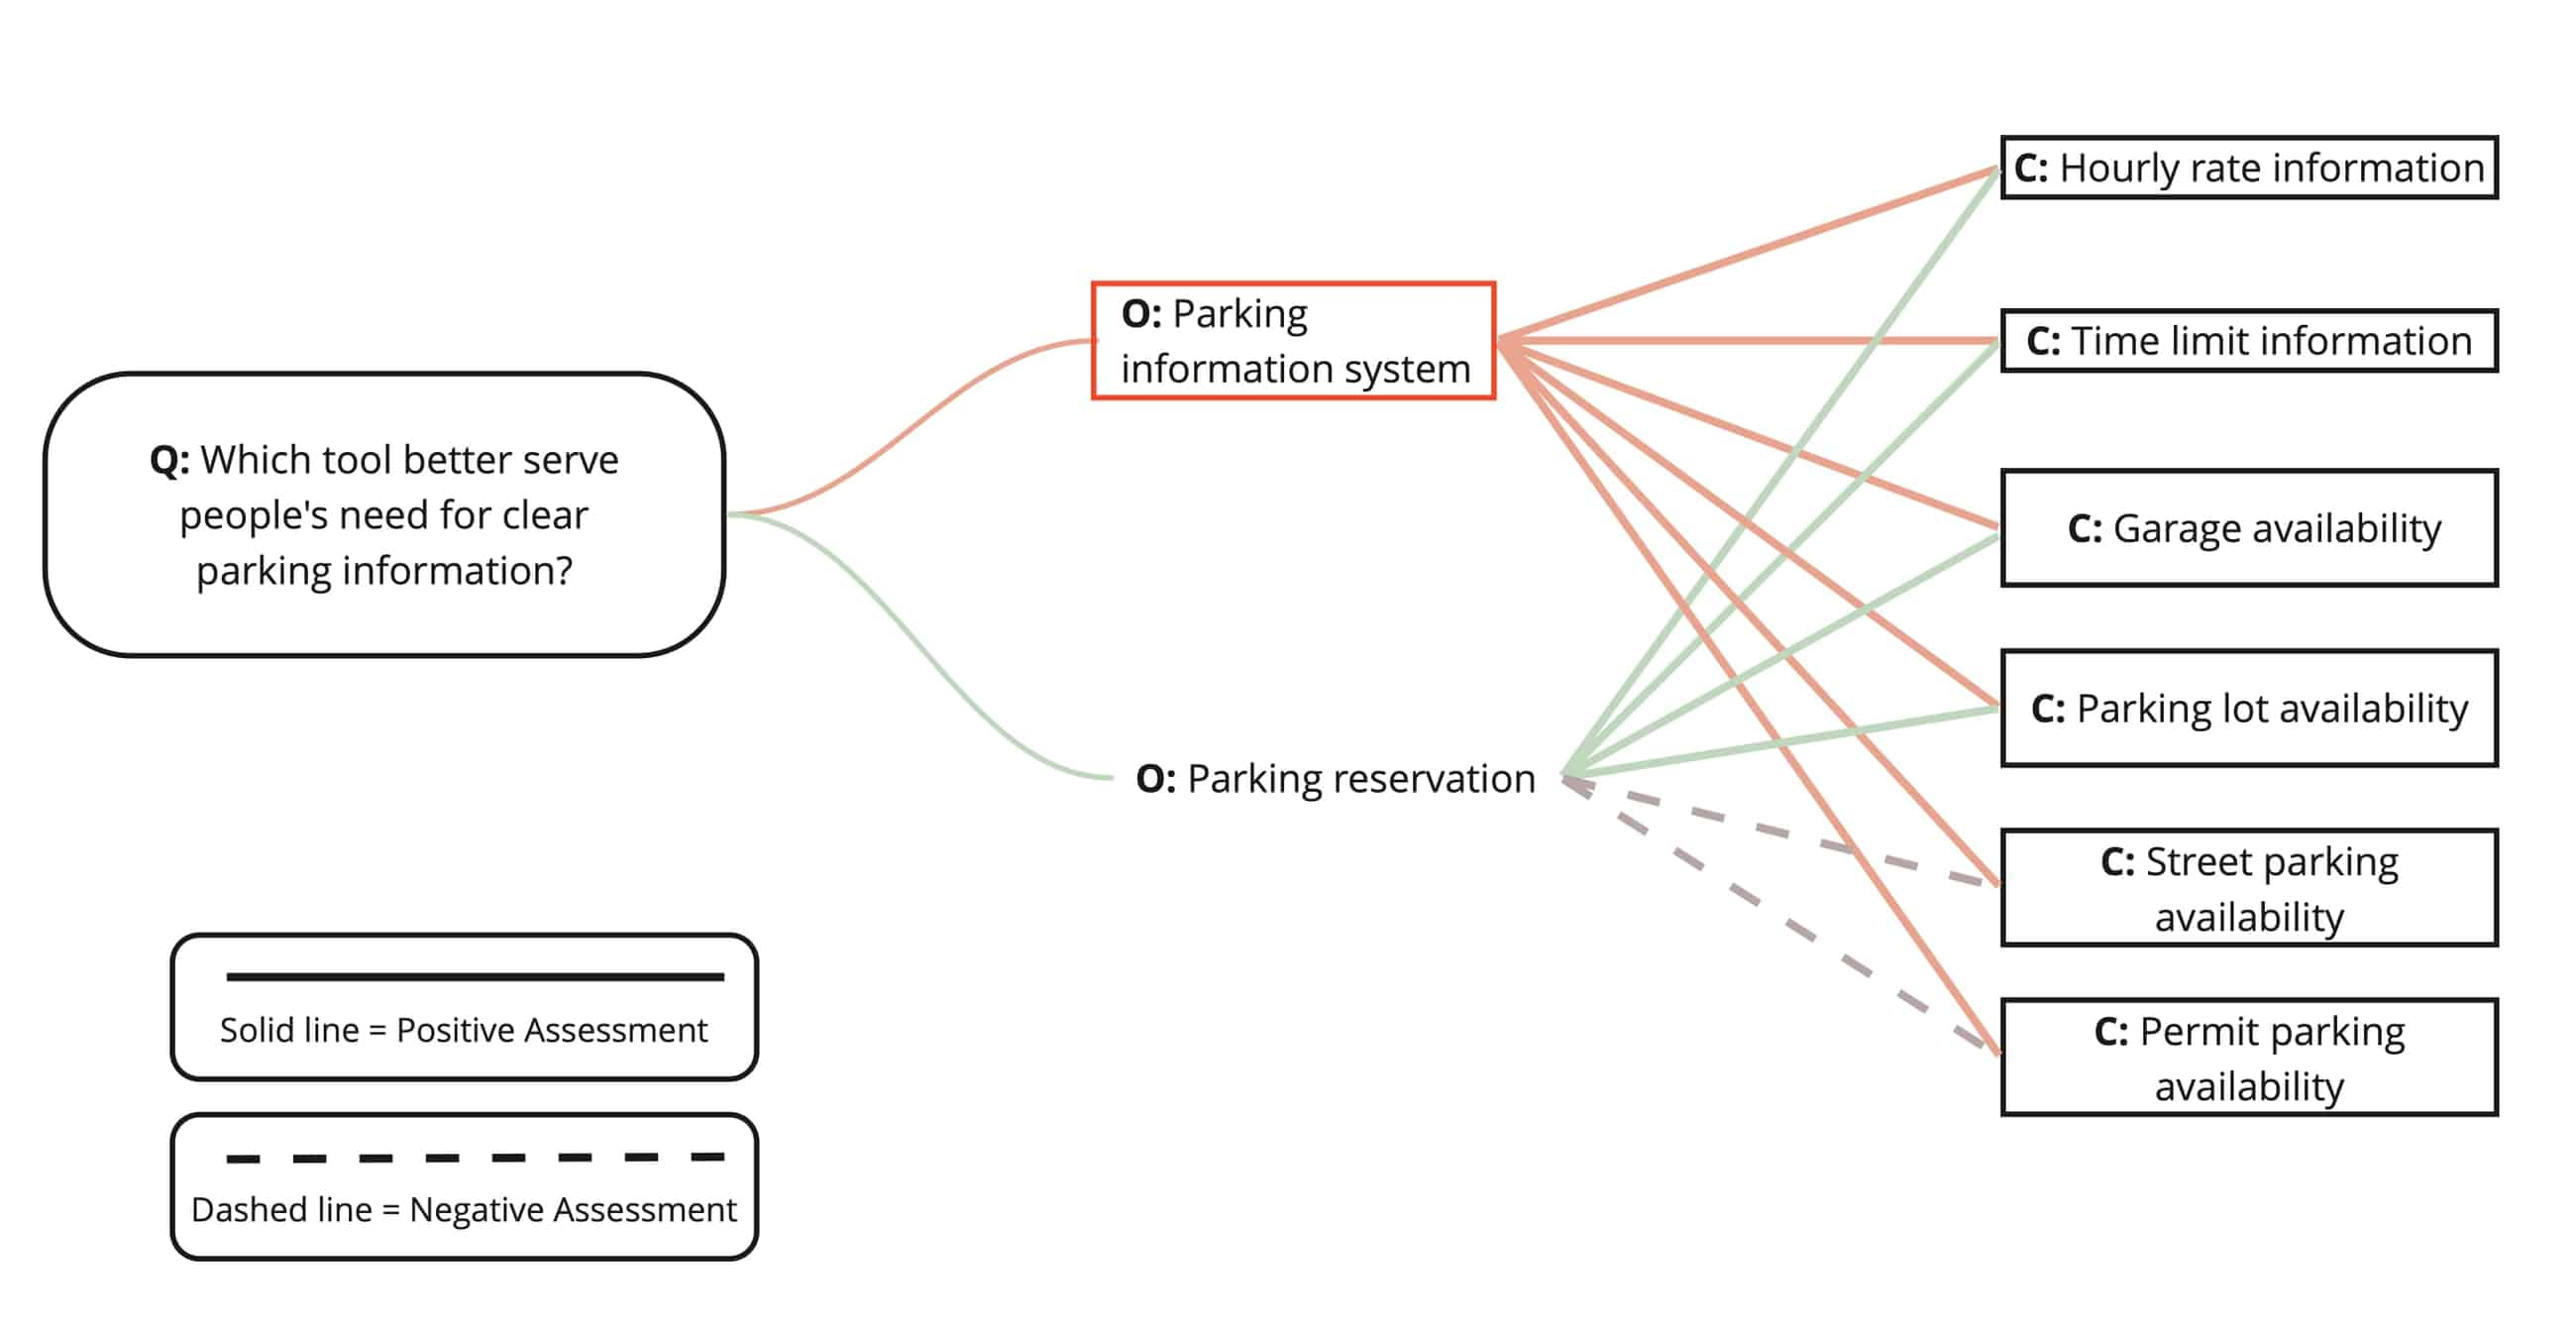 Q: Which tool better serve
people's need for clear
parking information?
O: Parking
information system
O: Parking reservation
C: Hourly rate information
C: Time limit information
C: Garage availability
C: Parking lot availability
C: Street parking
availability
C: Permit parking
availability
Solid line = Positive Assessment
Dashed line = Negative Assessment